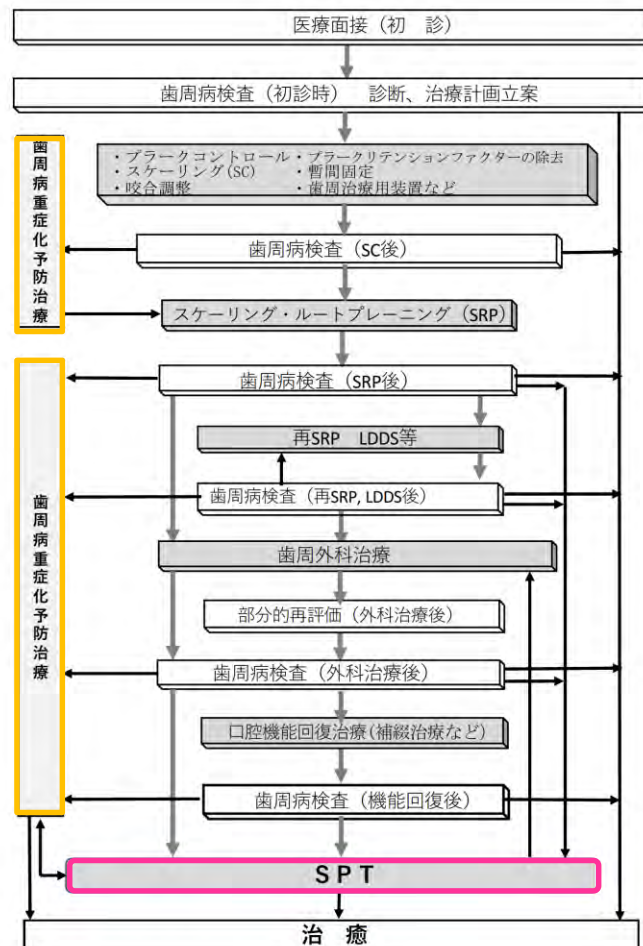 医療面接（初　診）
歯周病検査（初診時）　診断、治療計画立案
歯周病重症化予防治療
・プラークコントロール・プラークリテンションファクターの除去
・スケーリング(SC)　　・暫間固定
・咬合調整　　　　　　・歯周治療用装置など
歯周病検査（SC後）
スケーリング・ルートプレーニング（SRP）
歯周病検査（SRP後）
再SRP　LDDS等
歯周病検査（再SRP, LDDS後）
歯周病重症化予防治療
歯周外科治療
部分的再評価（外科治療後）
歯周病検査（外科治療後）
口腔機能回復治療(補綴治療など）
歯周病検査（機能回復後）
ＳＰＴ
治　癒